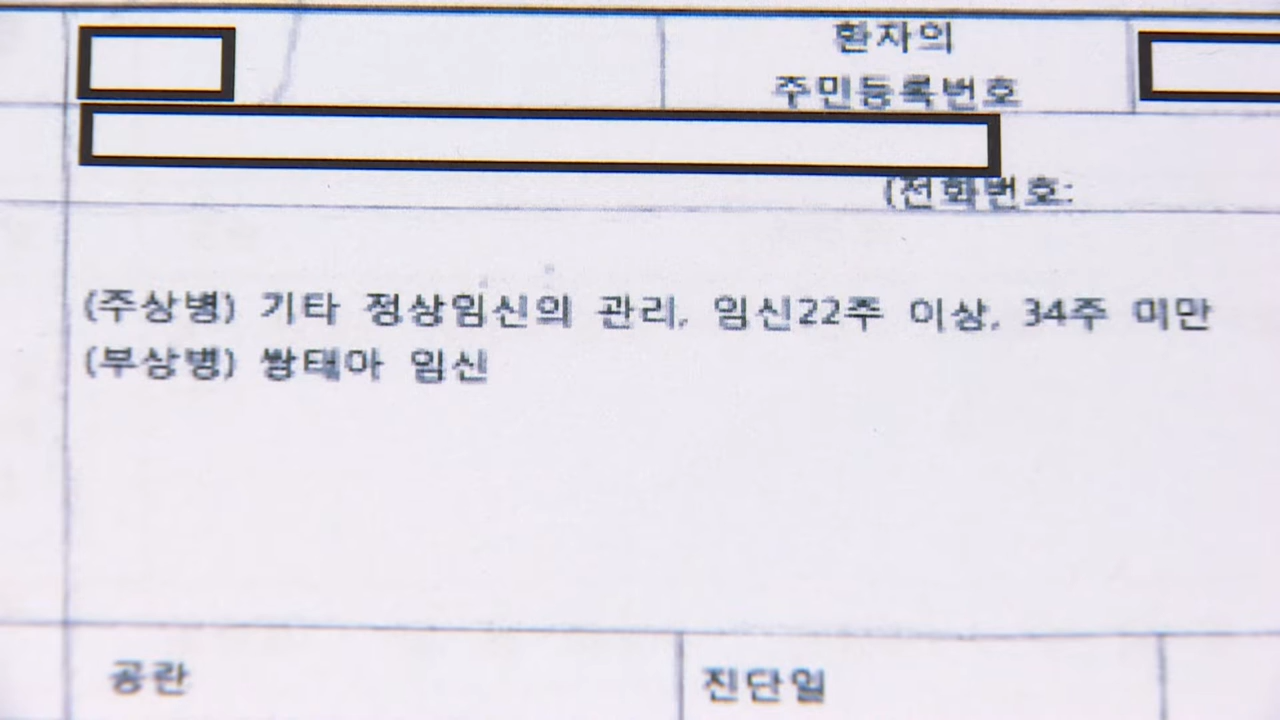 환자의
주민등록번호
(전화번호:
(주상병) 기타 정상임신의 관리, 임신22주 이상, 34주 미만
(부상병) 쌍태아 임신
공란
진단일